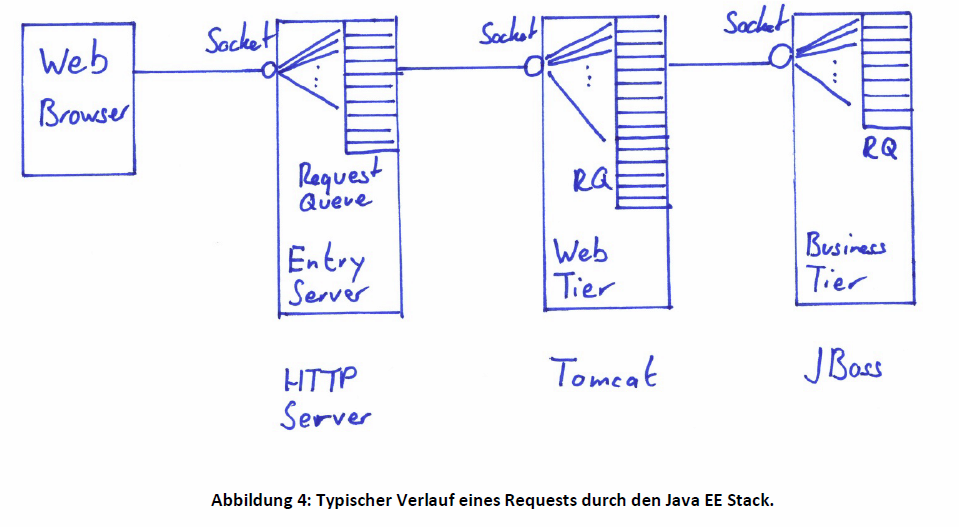 Web
Browser
Socket
Request
Queue
Entry
Server
HTTP
Server
Socket
RQ
Web
Tier
Tomcat
Socket
RQ
Business
Tier
JBoss
Abbildung 4: Typischer Verlauf eines Requests durch den Java EE Stack.